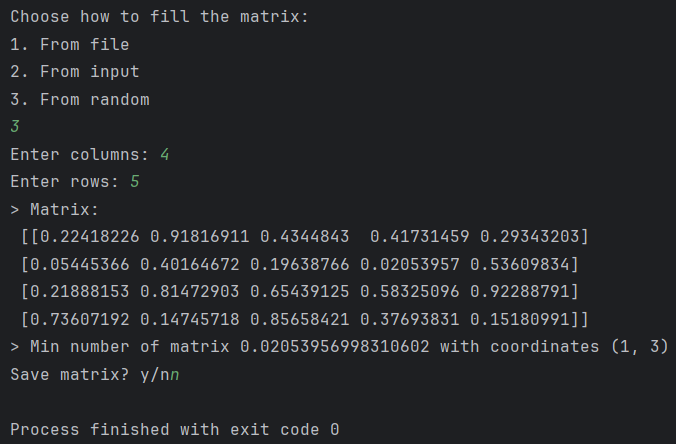 Choose how to fill the matrix:
1. From file
2. From input
3. From random
3
Enter columns: 4
Enter rows: 5
> Matrix:
[[0.22418226 0.91816911 0.4344843  0.41731459 0.29343203]
[0.05445366 0.40164672 0.19638766 0.02053957 0.53609834]
[0.21888153 0.81472903 0.65439125 0.58325096 0.92288791]
[0.73607192 0.14745718 0.85658421 0.37693831 0.15180991]]
> Min number of matrix 0.02053956998310602 with coordinates (1, 3)
Save matrix? y/nn
Process finished with exit code 0